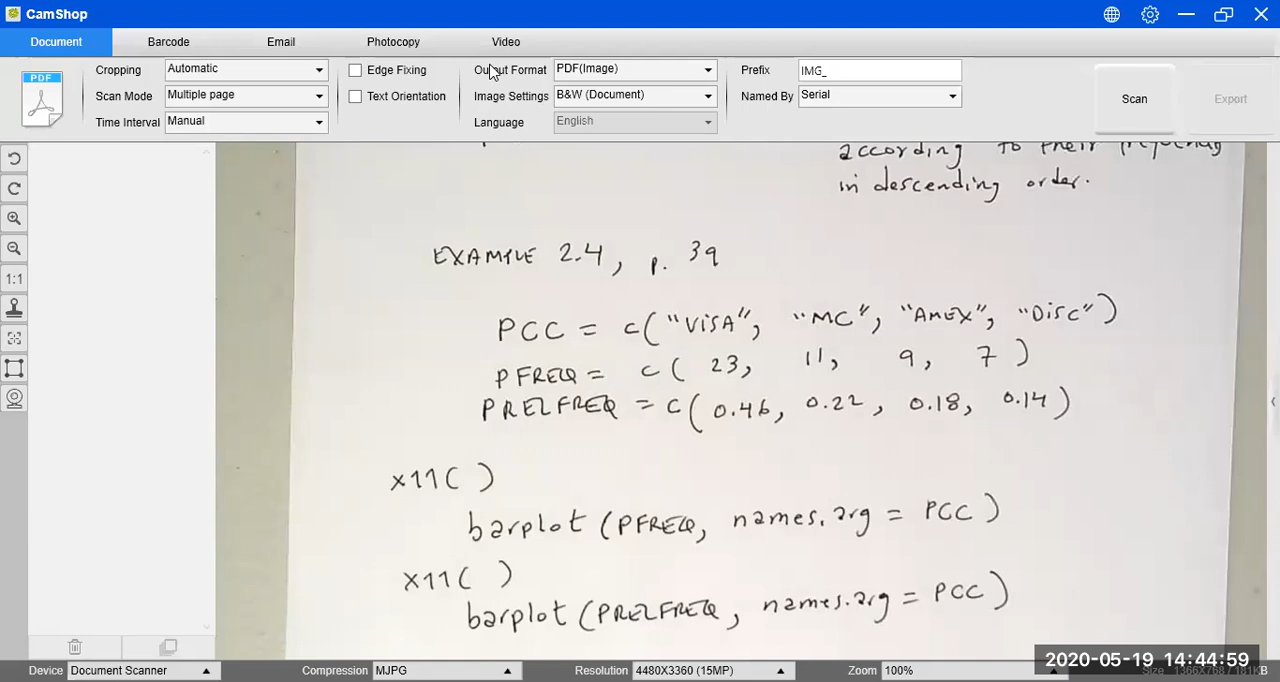 CamShop
Document Barcode Email Photocopy Video
Cropping Automatic Edge Fixing Output Format PDF(Image) Prefix IMG_
PDF Scan Mode Multiple page Text Orientation Image Settings B&W (Document) Named By Serial Scan Export
Time Interval Manual Language English
according to their
in descending order.
1:1
EXAMPLE 2.4, p. 39
PCC = c("VISA", "MC", "AMEX", "DISC")
PFREQ = c( 23, 11, 9, 7 )
PRELFREQ = c( 0.46, 0.22, 0.18, 0.14 )
x11( )
barplot (PFREQ, names.arg = PCC )
x11( )
barplot (PRELFREQ, names.arg = PCC )
2020-05-19 14:44:59
Device Document Scanner Compression MJPG Resolution 4480X3360 (15MP) Zoom 100%